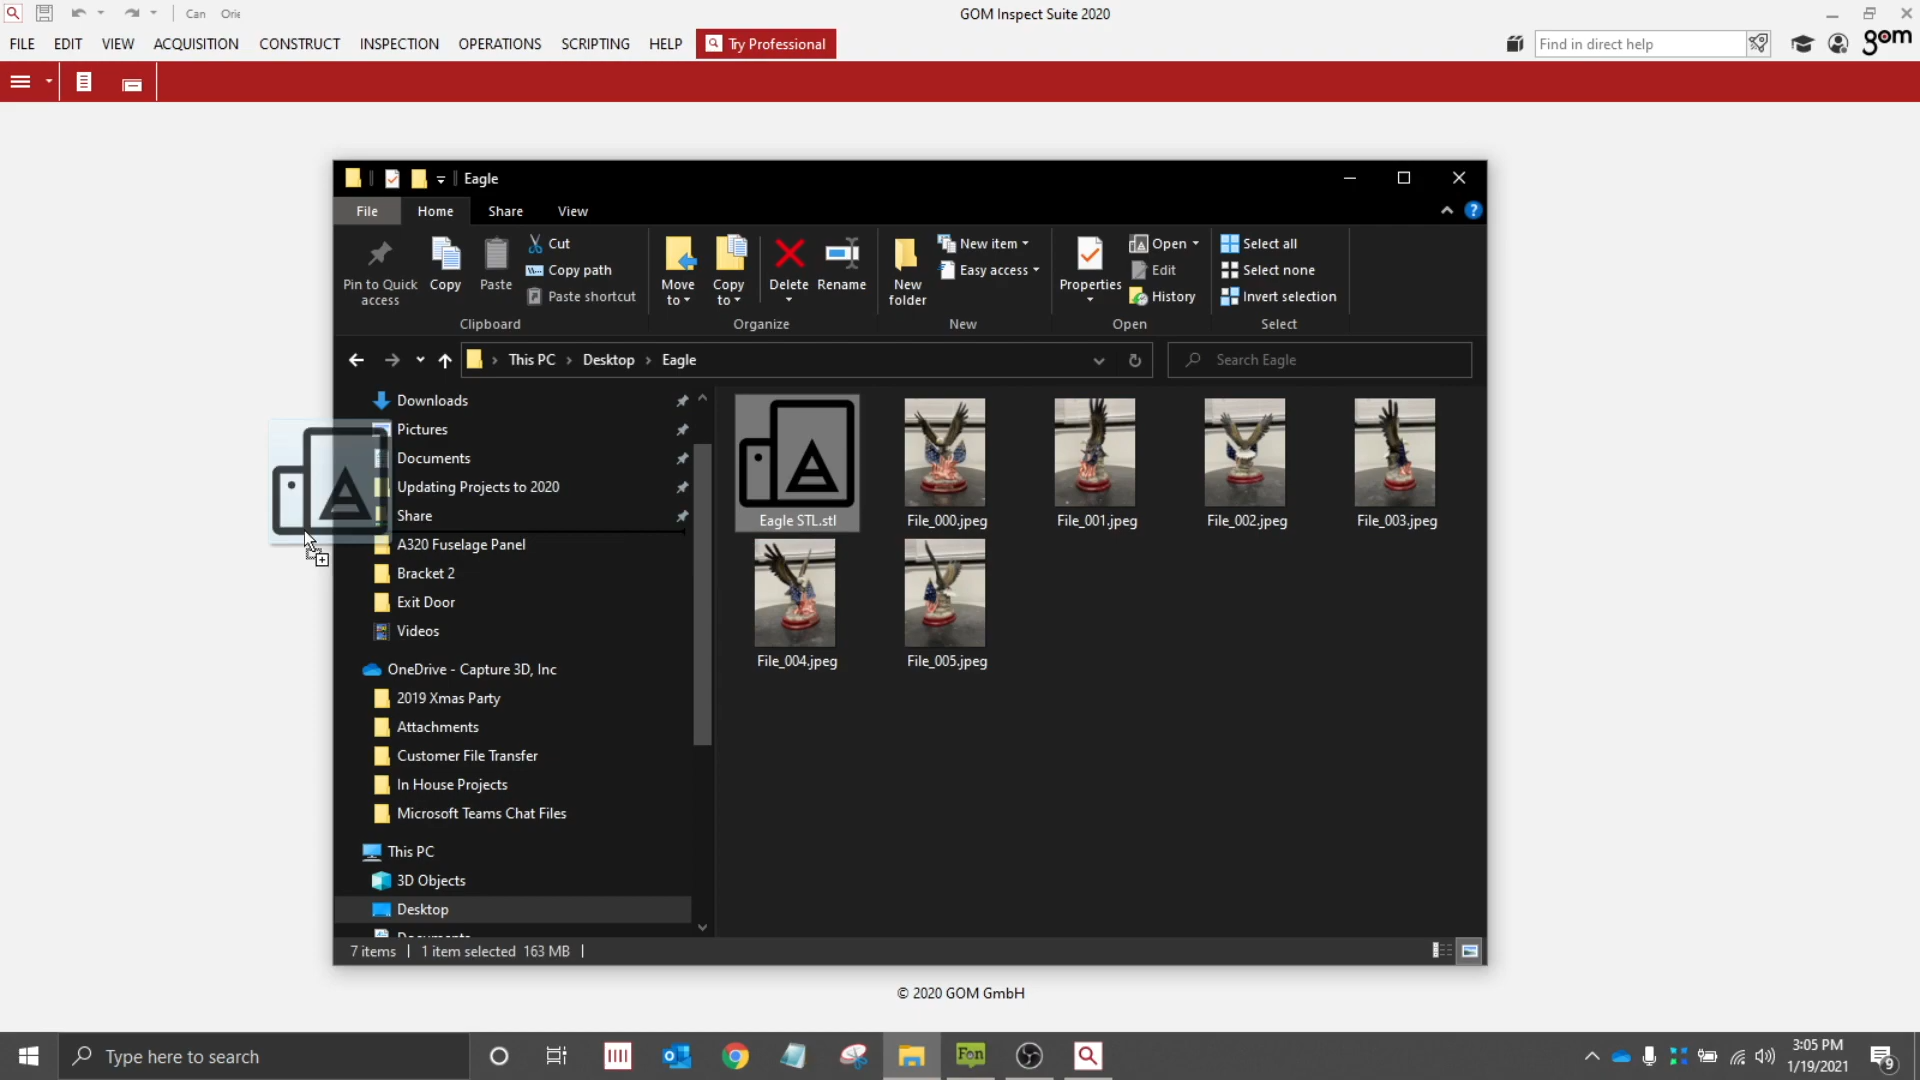 Can Orie
GOM Inspect Suite 2020
FILE EDIT VIEW ACQUISITION CONSTRUCT INSPECTION OPERATIONS SCRIPTING HELP Try Professional
Find in direct help
gom
Eagle
File Home Share View
Pin to Quick access
Copy
Paste
Cut
Copy path
Paste shortcut
Clipboard
Move to
Copy to
Delete
Rename
Organize
New folder
New item
Easy access
New
Properties
Open
Edit
History
Open
Select all
Select none
Invert selection
Select
This PC > Desktop > Eagle
Search Eagle
Downloads
Pictures
Documents
Updating Projects to 2020
Share
A320 Fuselage Panel
Bracket 2
Exit Door
Videos
OneDrive - Capture 3D, Inc
2019 Xmas Party
Attachments
Customer File Transfer
In House Projects
Microsoft Teams Chat Files
This PC
3D Objects
Desktop
Documents
Eagle STL.stl
File_000.jpeg
File_001.jpeg
File_002.jpeg
File_003.jpeg
File_004.jpeg
File_005.jpeg
7 items 1 item selected 163 MB
© 2020 GOM GmbH
Type here to search
Fon
3:05 PM
1/19/2021
9